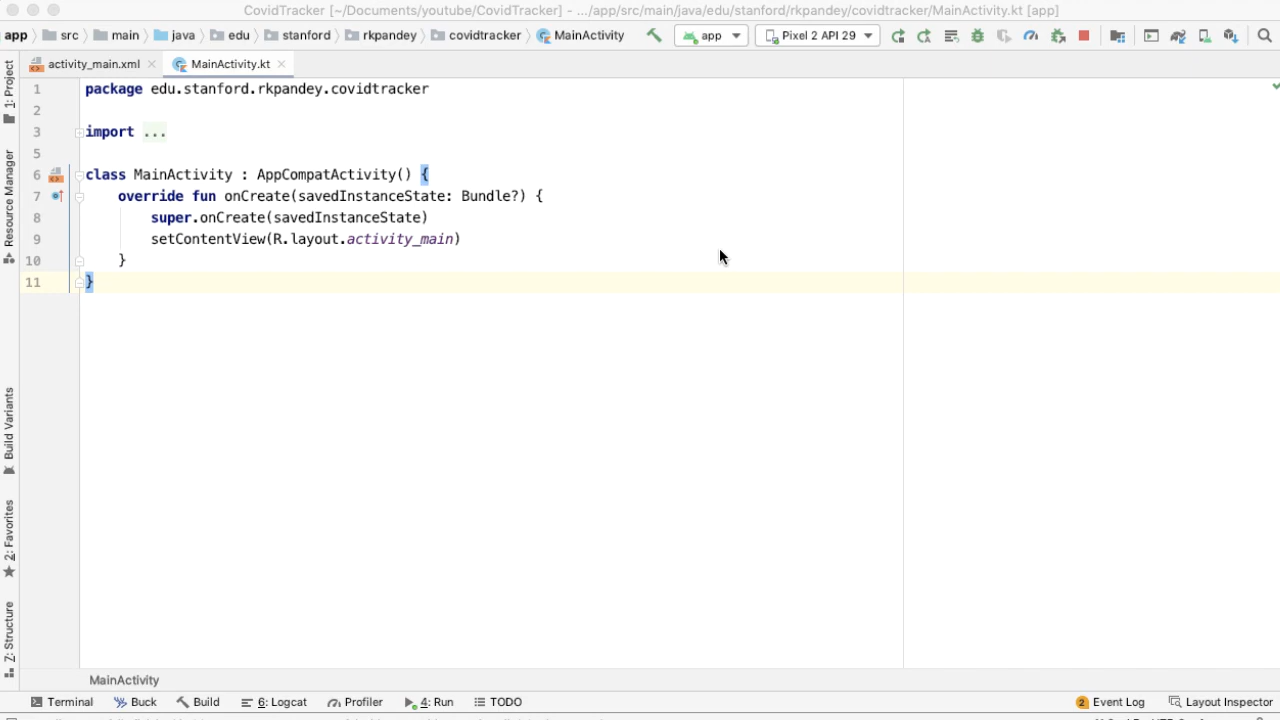 CovidTracker [~/Documents/youtube/CovidTracker] - .../app/src/main/java/edu/stanford/rkpandey/covidtracker/MainActivity.kt [app]
app src main java edu stanford rkpandey covidtracker MainActivity app Pixel 2 API 29
activity_main.xml MainActivity.kt
1: Project
Resource Manager
Build Variants
2: Favorites
Z: Structure
1 package edu.stanford.rkpandey.covidtracker
2
3 import ...
5
6 class MainActivity : AppCompatActivity() {
7 override fun onCreate(savedInstanceState: Bundle?) {
8 super.onCreate(savedInstanceState)
9 setContentView(R.layout.activity_main)
10 }
11 }
MainActivity
Terminal Buck Build 6: Logcat Profiler 4: Run TODO 2 Event Log Layout Inspector